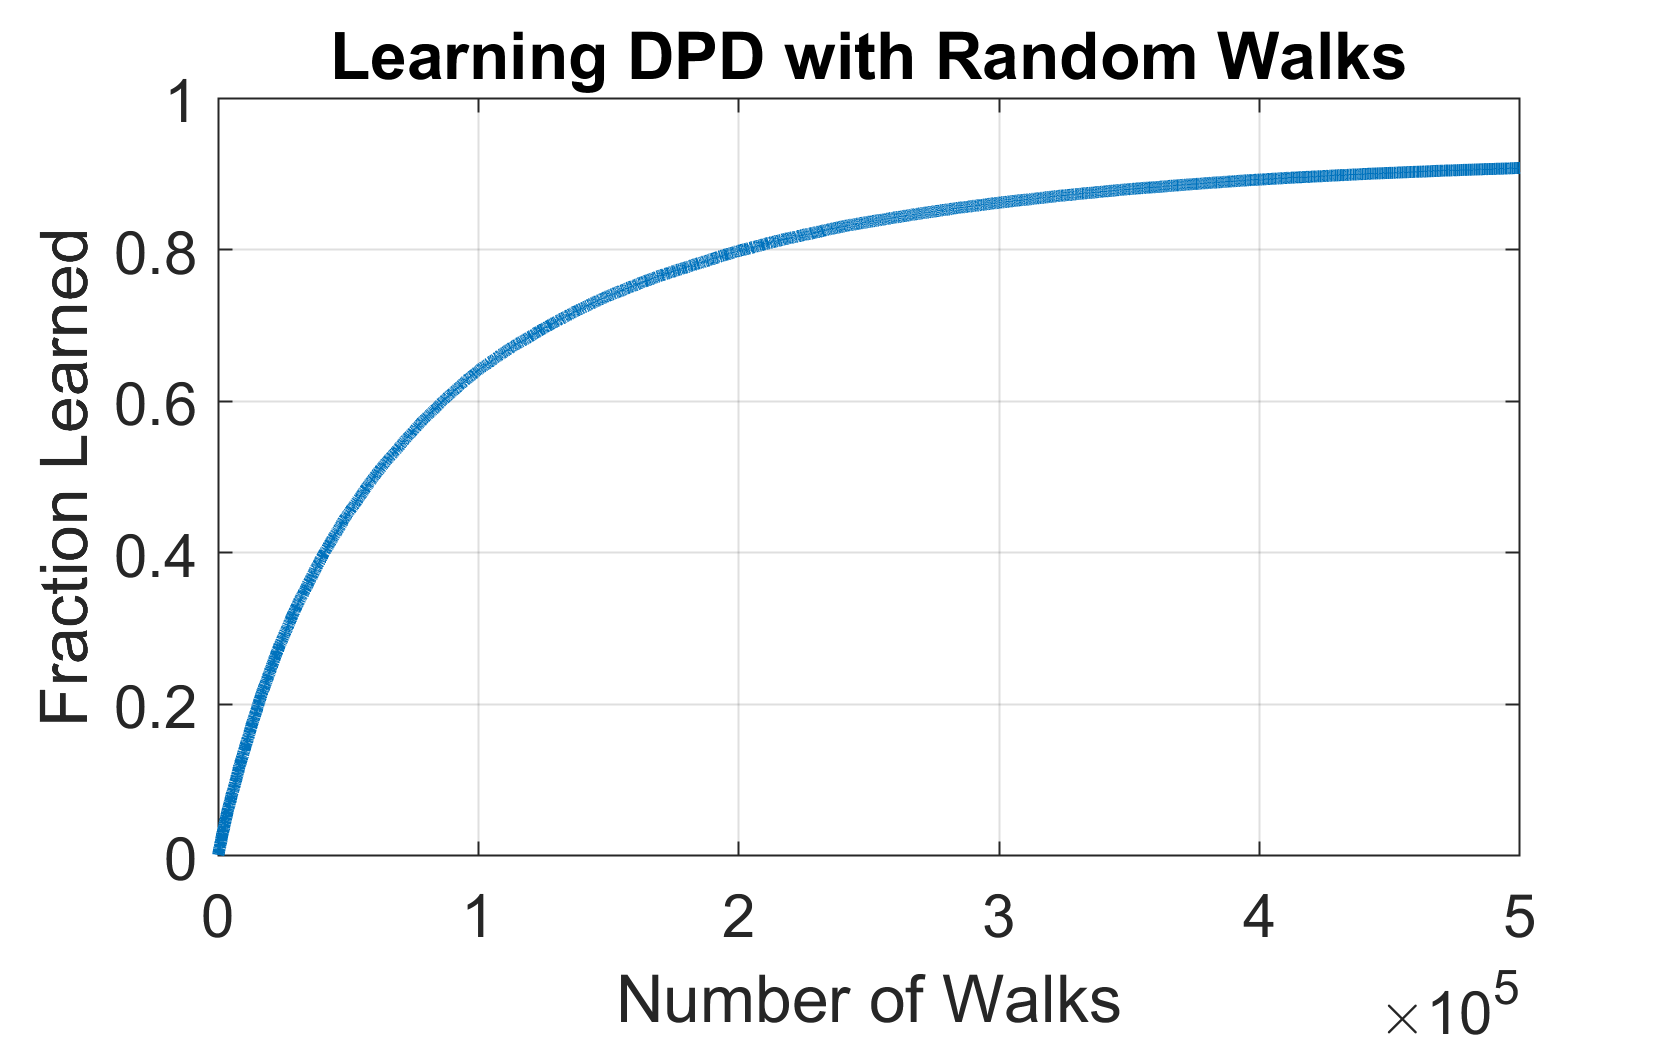 Learning DPD with Random Walks
1
0.8
0.6
0.4
0.2
0
Fraction Learned
0 1 2 3 4 5
Number of Walks
×10^5